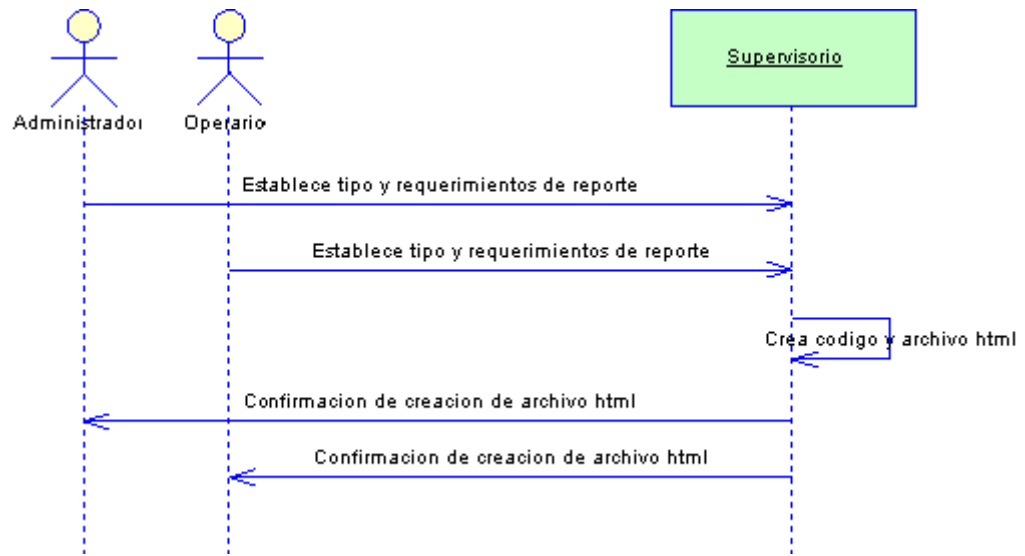 Supervisorio
Administrador
Operario
Establece tipo y requerimientos de reporte
Establece tipo y requerimientos de reporte
Crea codigo y archivo html
Confirmacion de creacion de archivo html
Confirmacion de creacion de archivo html